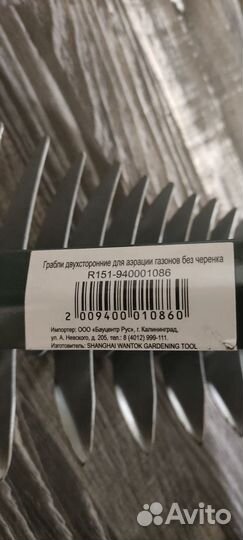 Грабли двухсторонние для аэрации газонов без черенка
R151-940001086
2 009400 010860
Импортер: ООО «Бауцентр Рус», г. Калининград,
ул. А. Невского, д. 205, тел.: 8 (4012) 999-111.
Изготовитель: SHANGHAI WANTOK GARDENING TOOL
Avito